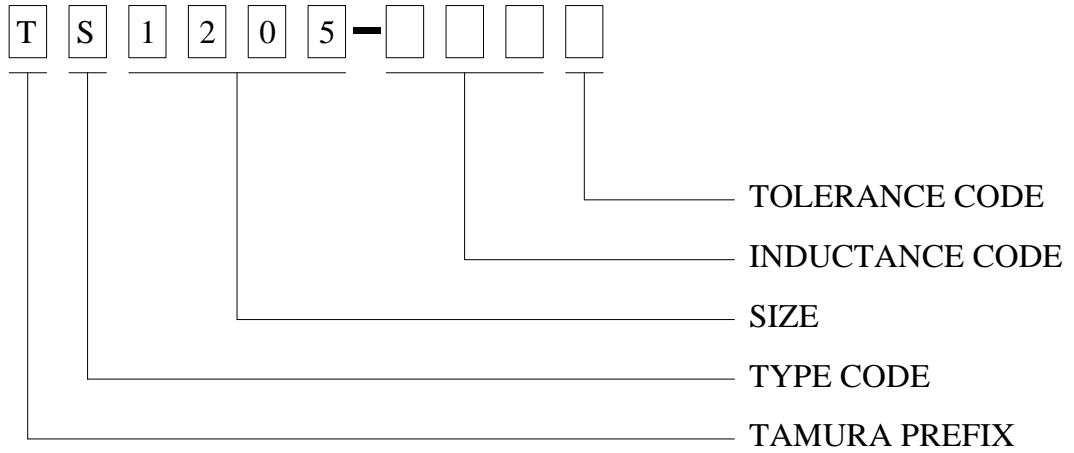 T S 1 2 0 5 -
TOLERANCE CODE
INDUCTANCE CODE
SIZE
TYPE CODE
TAMURA PREFIX